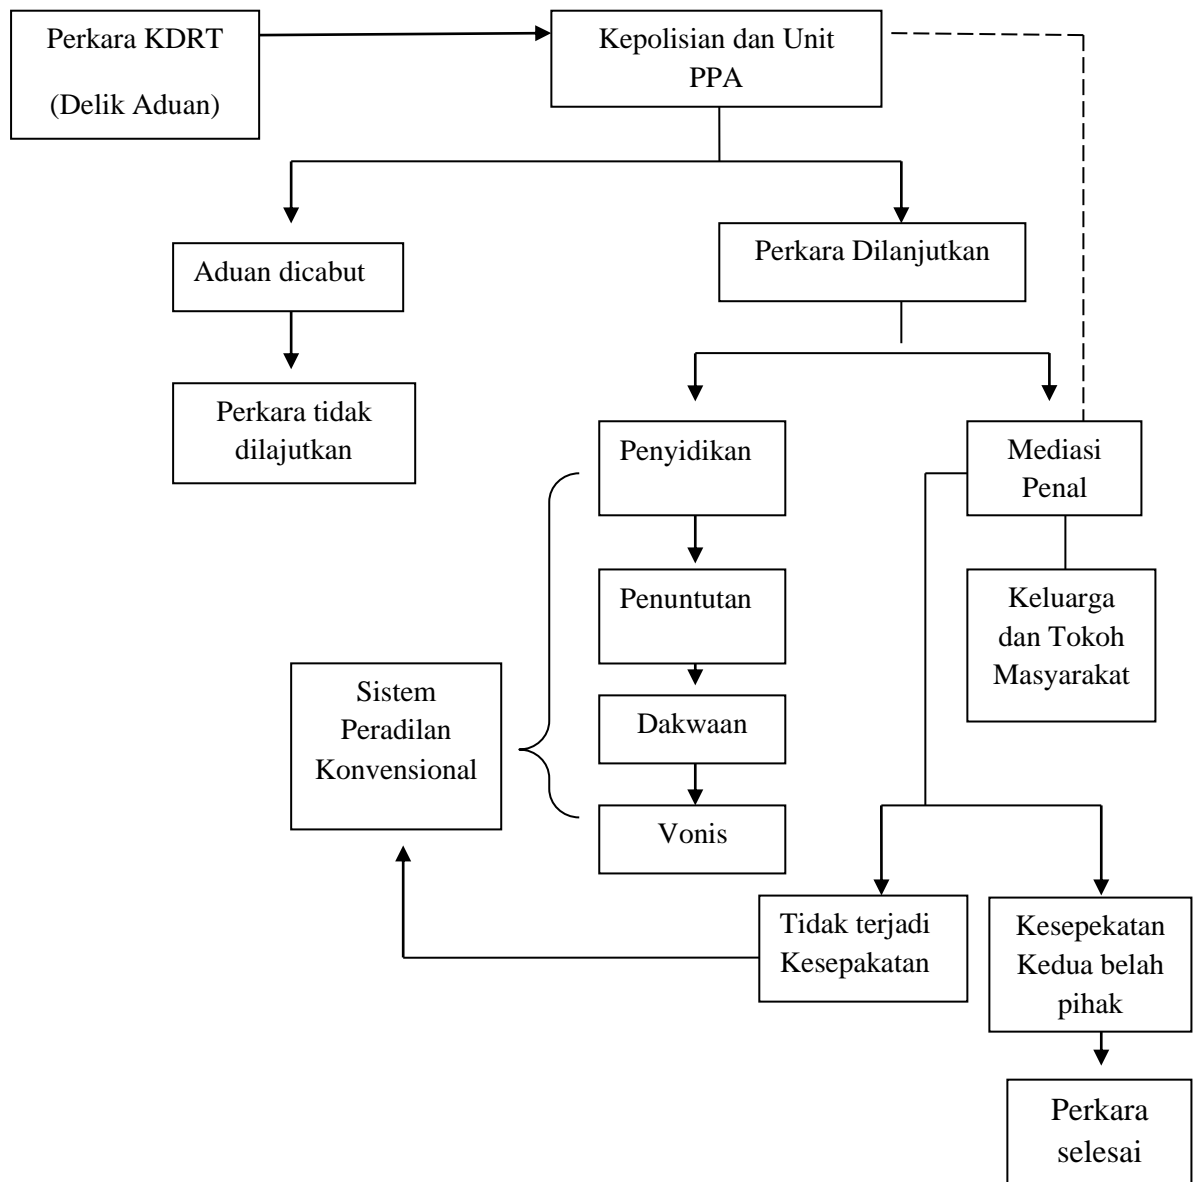 Perkara KDRT
(Delik Aduan)
Kepolisian dan Unit
PPA
Aduan dicabut
Perkara Dilanjutkan
Perkara tidak
dilajutkan
Penyidikan
Mediasi
Penal
Penuntutan
Keluarga
dan Tokoh
Masyarakat
Sistem
Peradilan
Konvensional
Dakwaan
Vonis
Tidak terjadi
Kesepakatan
Kesepekatan
Kedua belah
pihak
Perkara
selesai